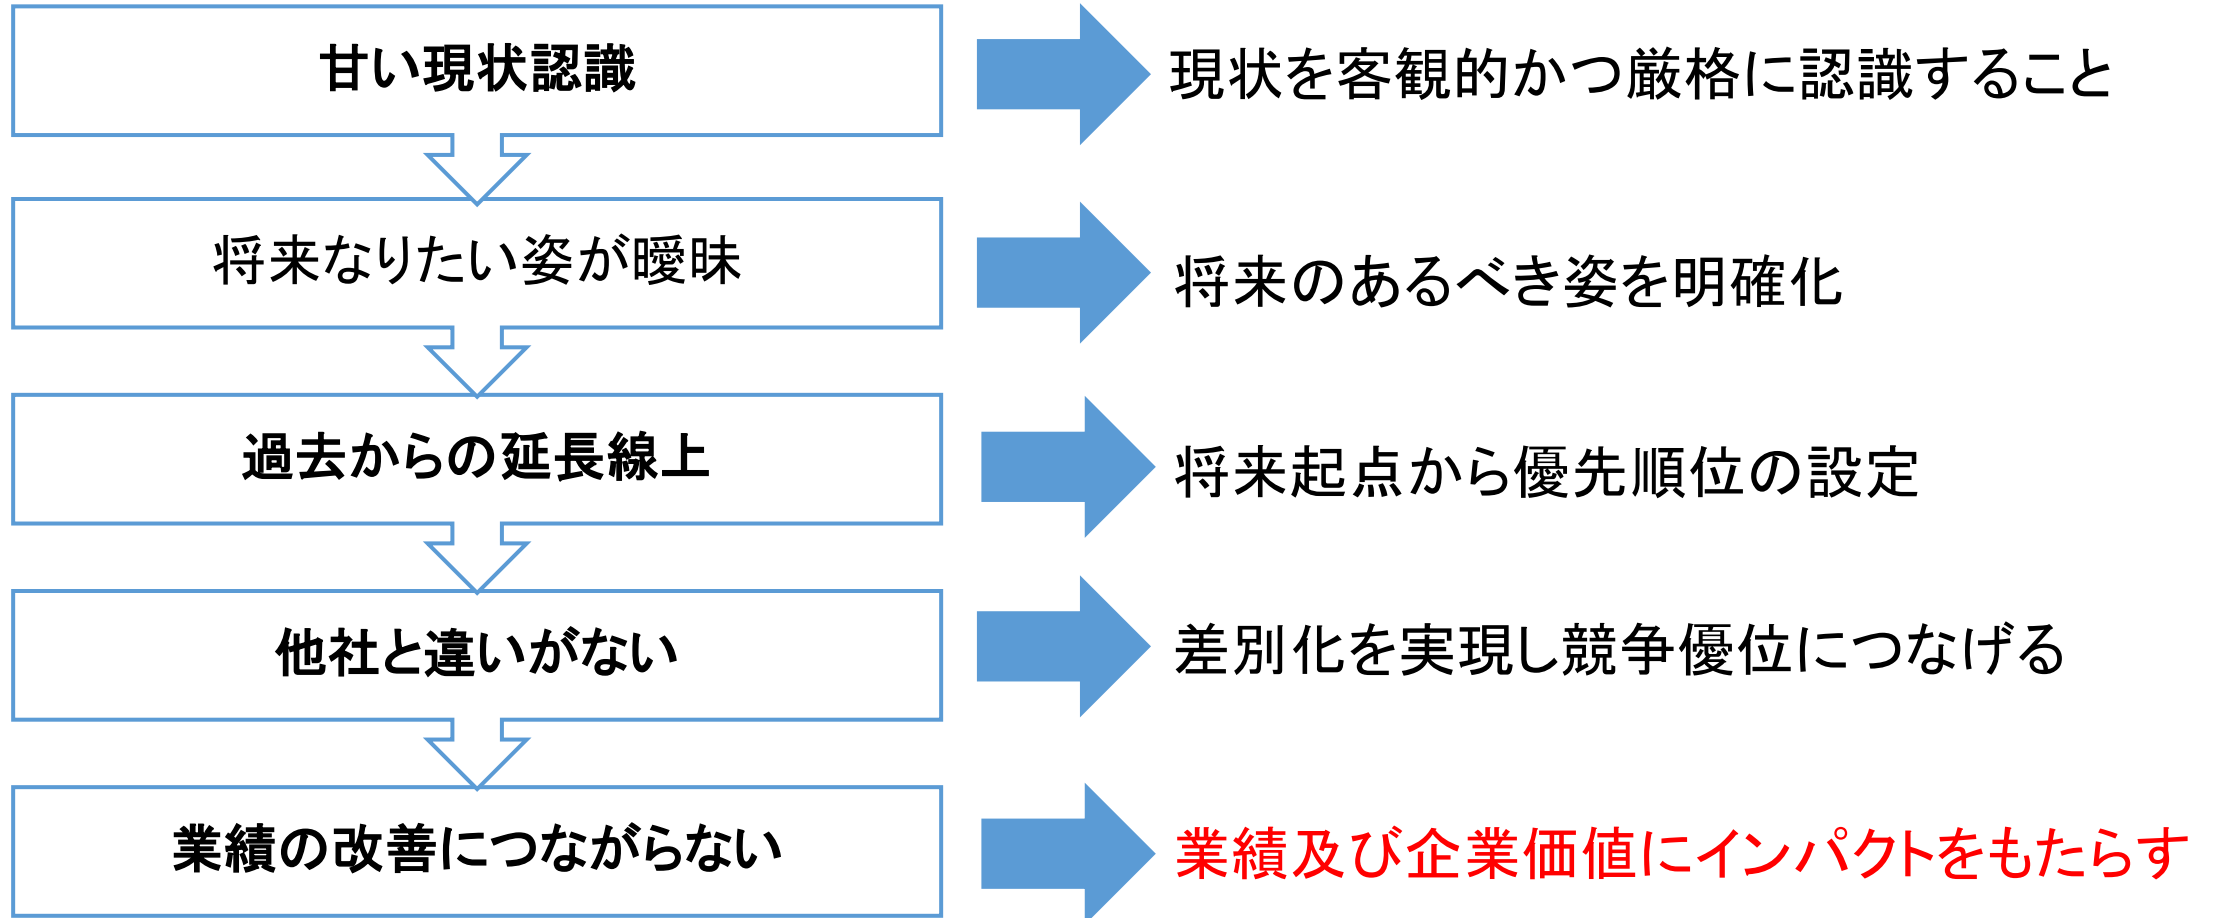 甘い現状認識
現状を客観的かつ厳格に認識すること
将来なりたい姿が曖昧
将来のあるべき姿を明確化
過去からの延長線上
将来起点から優先順位の設定
他社と違いがない
差別化を実現し競争優位につなげる
業績の改善につながらない
業績及び企業価値にインパクトをもたらす